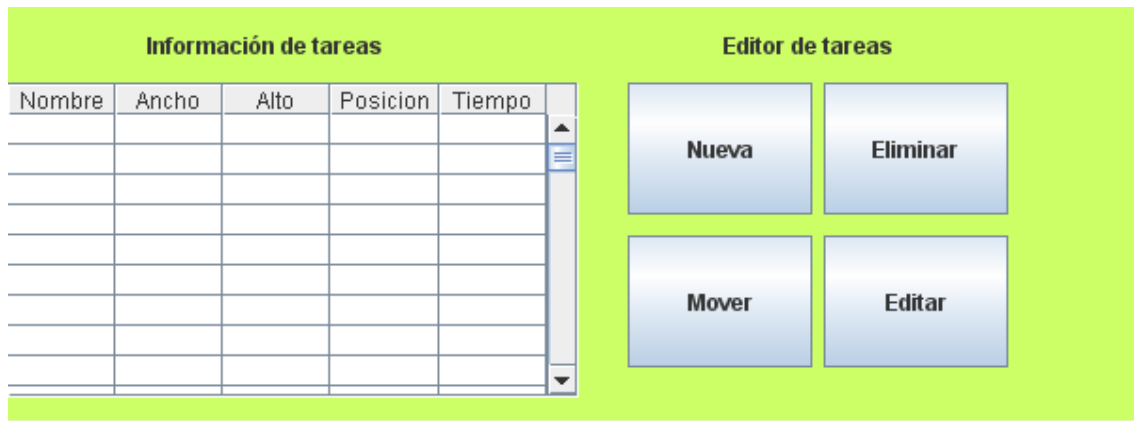 Información de tareas
Editor de tareas
Nombre Ancho Alto Posicion Tiempo
Nueva Eliminar
Mover Editar